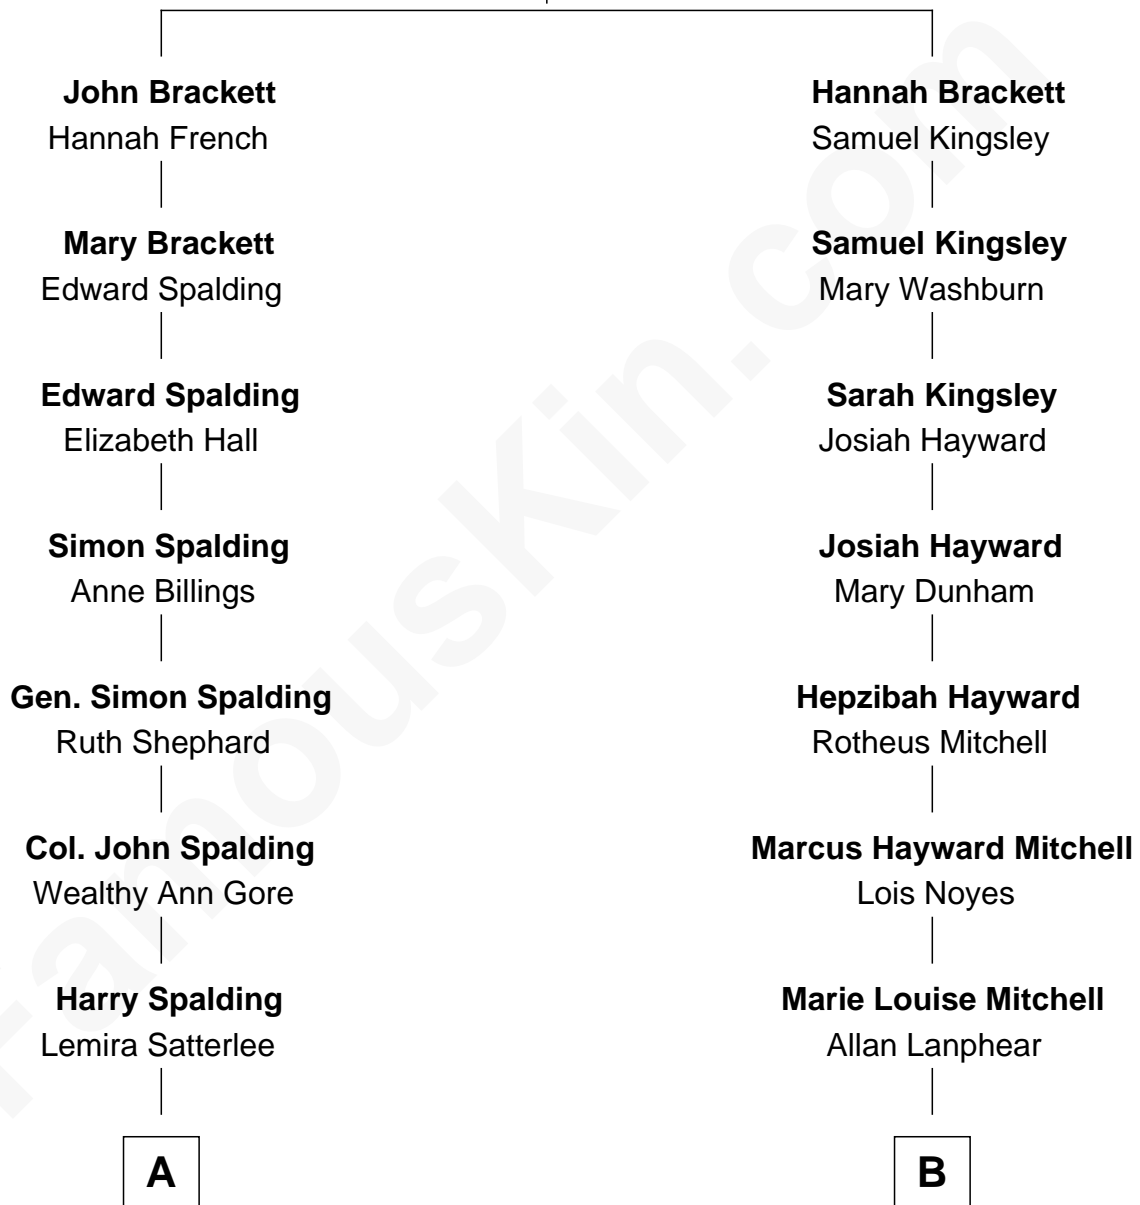 John Brackett
Hannah French
Mary Brackett
Edward Spalding
Edward Spalding
Elizabeth Hall
Simon Spalding
Anne Billings
Gen. Simon Spalding
Ruth Shephard
Col. John Spalding
Wealthy Ann Gore
Harry Spalding
Lemira Satterlee
A
Hannah Brackett
Samuel Kingsley
Samuel Kingsley
Mary Washburn
Sarah Kingsley
Josiah Hayward
Josiah Hayward
Mary Dunham
Hepzibah Hayward
Rotheus Mitchell
Marcus Hayward Mitchell
Lois Noyes
Marie Louise Mitchell
Allan Lanphear
B
FamousKin.com